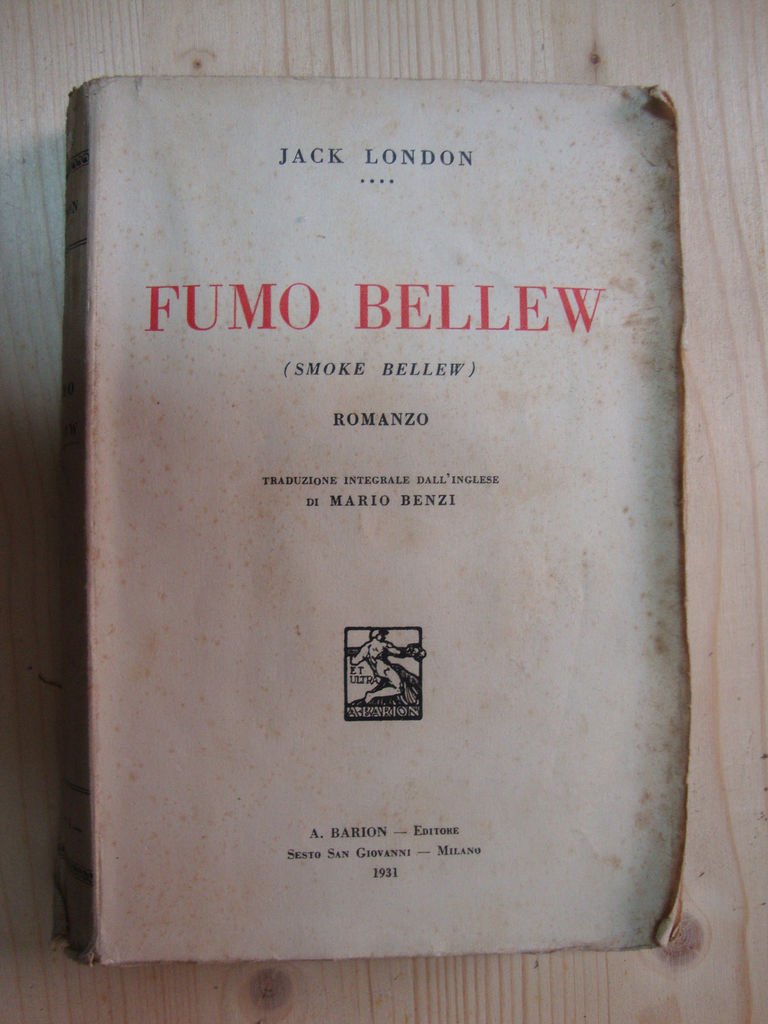 JACK LONDON
FUMO BELLEW
(SMOKE BELLEW)
ROMANZO
TRADUZIONE INTEGRALE DALL'INGLESE
DI MARIO BENZI
ET
ULTRA
A. BARION
A. BARION — EDITORE
SESTO SAN GIOVANNI — MILANO
1931